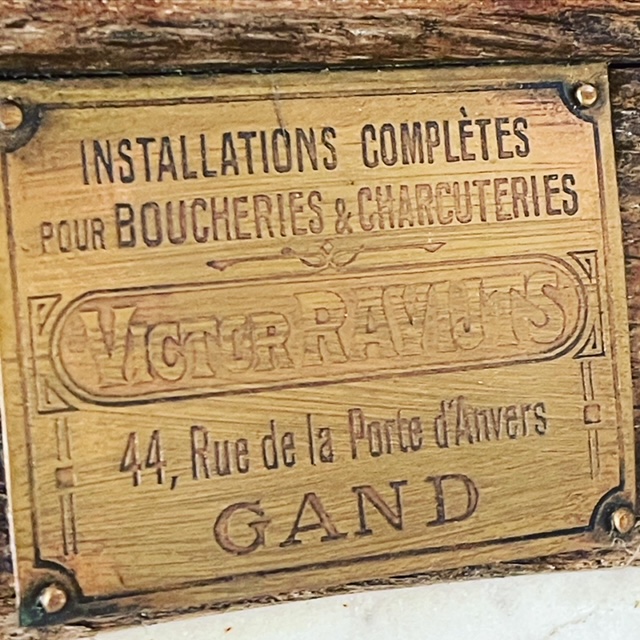 INSTALLATIONS COMPLÈTES
POUR BOUCHERIES & CHARCUTERIES
VICTOR RAVIJTS
44, Rue de la Porte d'Anvers
GAND